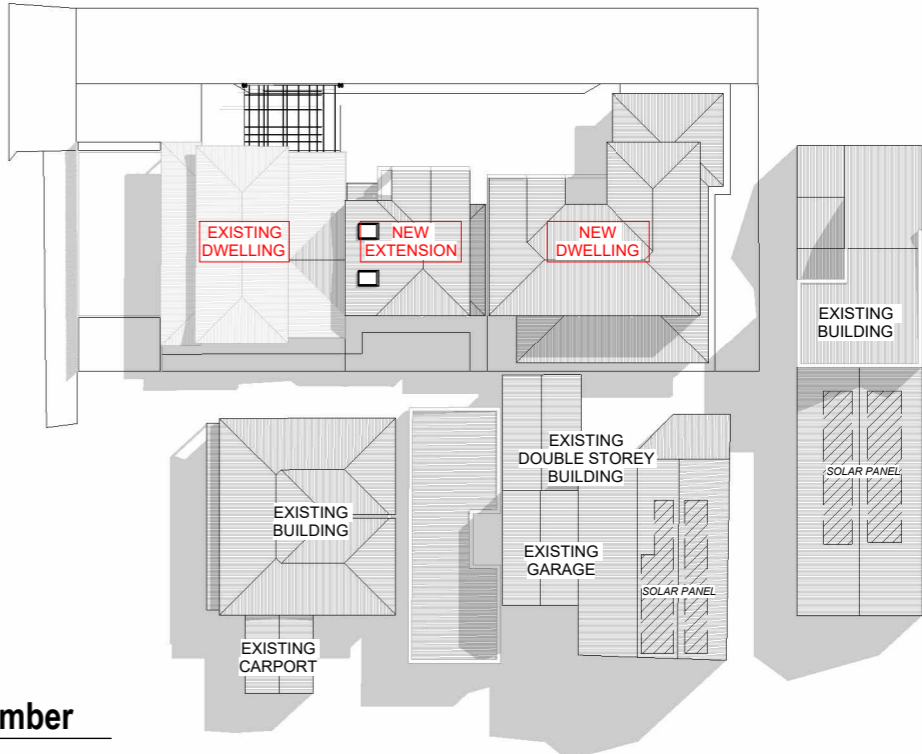 EXISTING
DWELLING
NEW
EXTENSION
NEW
DWELLING
EXISTING
BUILDING
SOLAR PANEL
EXISTING
DOUBLE STOREY
BUILDING
EXISTING
BUILDING
EXISTING
GARAGE
SOLAR PANEL
EXISTING
CARPORT
mber